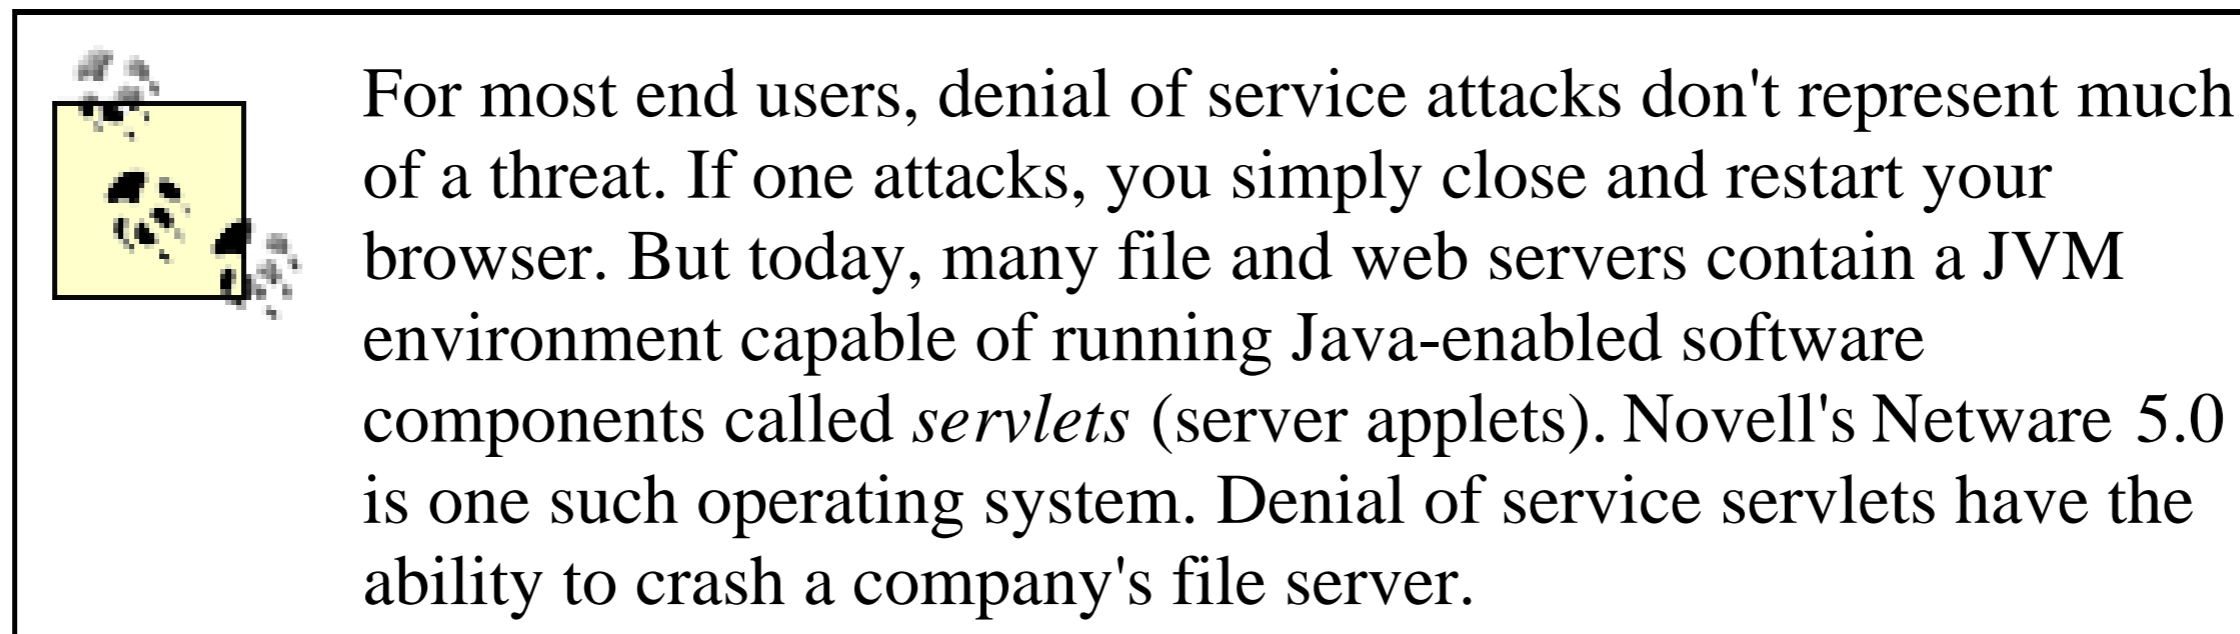 For most end users, denial of service attacks don't represent much
of a threat. If one attacks, you simply close and restart your
browser. But today, many file and web servers contain a JVM
environment capable of running Java-enabled software
components called servlets (server applets). Novell's Netware 5.0
is one such operating system. Denial of service servlets have the
ability to crash a company's file server.